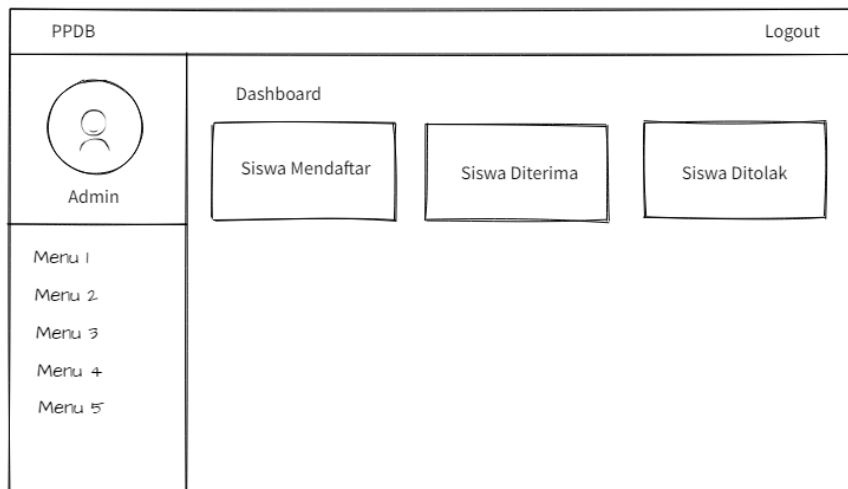 PPDB
Logout
Admin
Menu 1
Menu 2
Menu 3
Menu 4
Menu 5
Dashboard
Siswa Mendaftar
Siswa Diterima
Siswa Ditolak